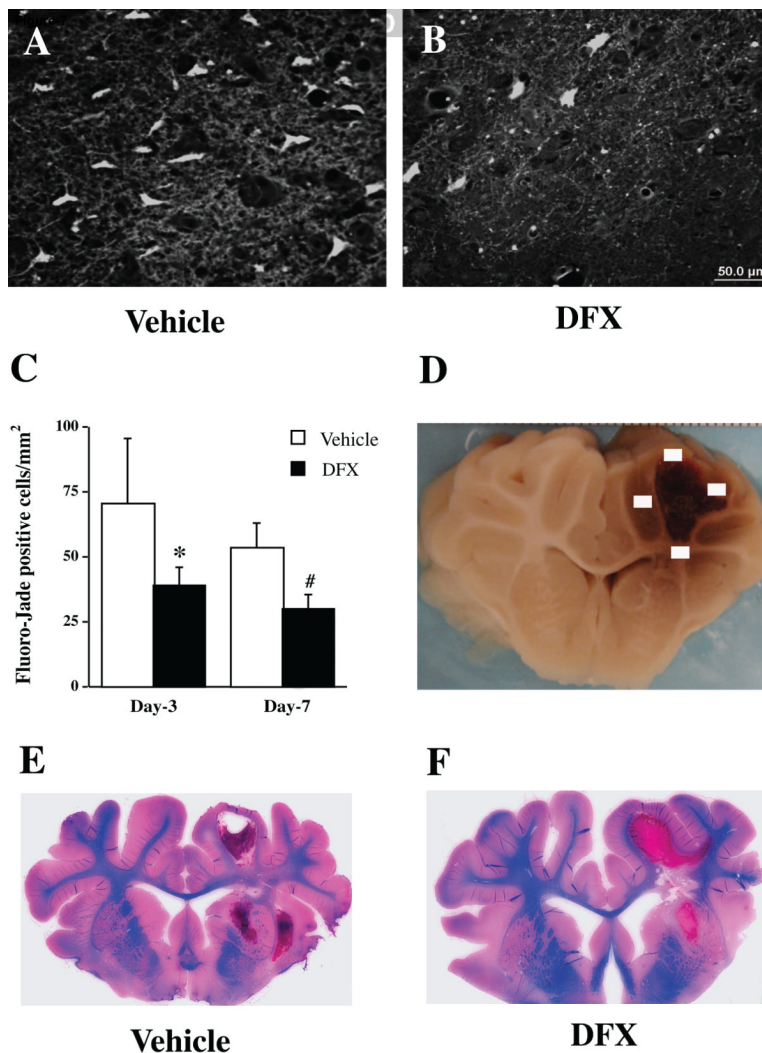 A
B
50.0 µm
Vehicle
DFX
C
D
Fluoro-Jade positive cells/mm²
100
75
50
25
0
Vehicle
DFX
*
#
Day-3
Day-7
E
F
Vehicle
DFX